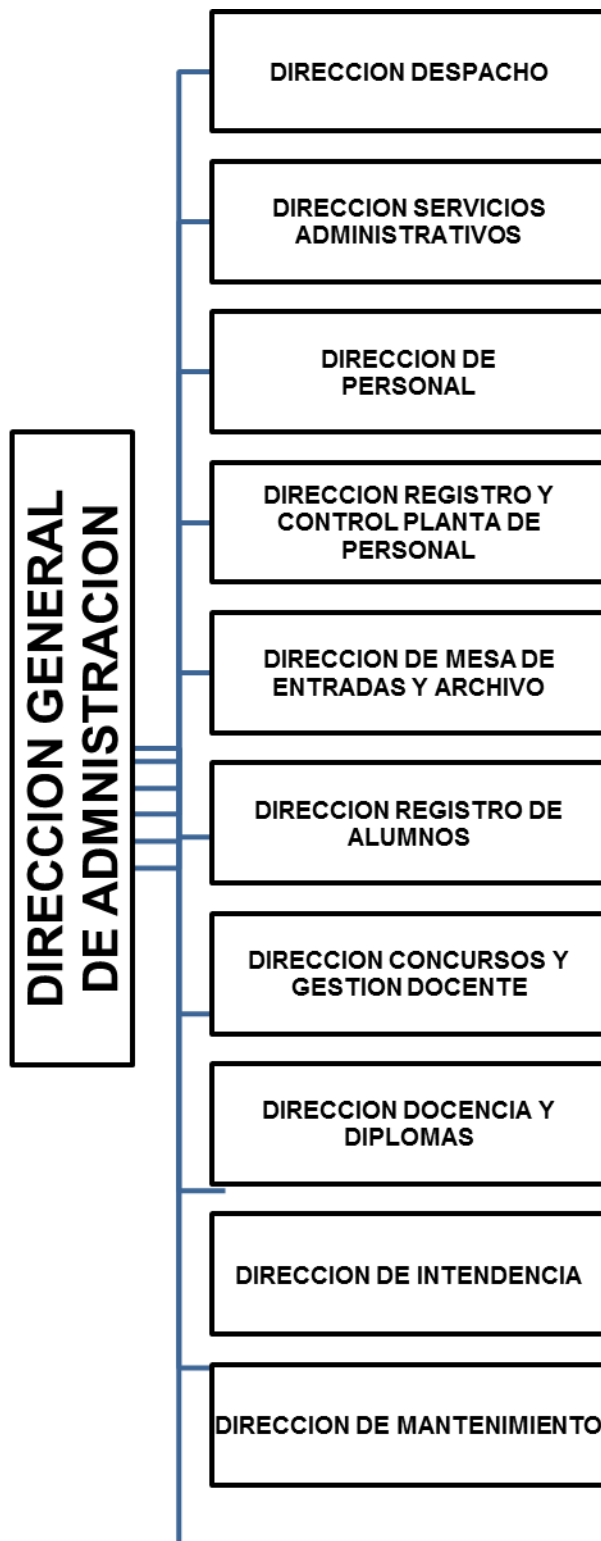 DIRECCION GENERAL
DE ADMNISTRACION
DIRECCION DESPACHO
DIRECCION SERVICIOS
ADMINISTRATIVOS
DIRECCION DE
PERSONAL
DIRECCION REGISTRO Y
CONTROL PLANTA DE
PERSONAL
DIRECCION DE MESA DE
ENTRADAS Y ARCHIVO
DIRECCION REGISTRO DE
ALUMNOS
DIRECCION CONCURSOS Y
GESTION DOCENTE
DIRECCION DOCENCIA Y
DIPLOMAS
DIRECCION DE INTENDENCIA
DIRECCION DE MANTENIMIENTO